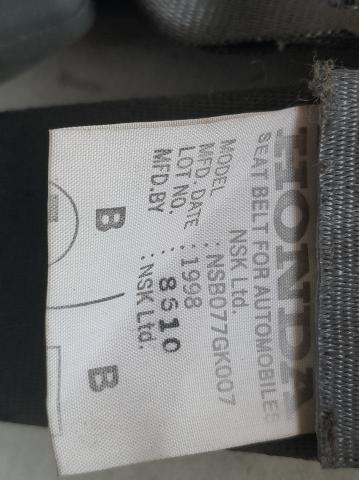 HONDA
SEAT BELT FOR AUTOMOBILES
NSK Ltd.
MODEL : NSB077GK007
MFD. DATE : 1998
LOT NO. : 8510
MFD.BY : NSK Ltd.
B B